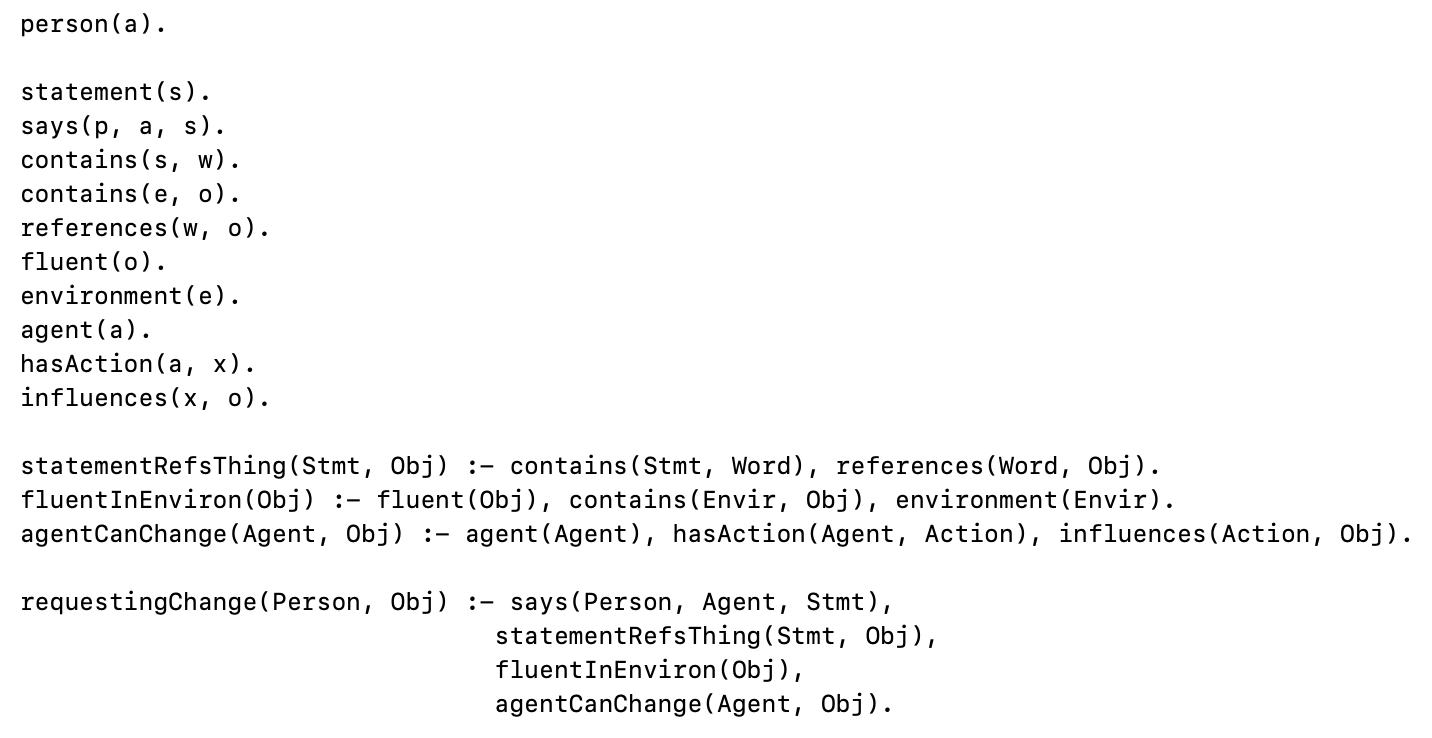 person(a).

statement(s).
says(p, a, s).
contains(s, w).
contains(e, o).
references(w, o).
fluent(o).
environment(e).
agent(a).
hasAction(a, x).
influences(x, o).

statementRefsThing(Stmt, Obj) :- contains(Stmt, Word), references(Word, Obj).
fluentInEnviron(Obj) :- fluent(Obj), contains(Envir, Obj), environment(Envir).
agentCanChange(Agent, Obj) :- agent(Agent), hasAction(Agent, Action), influences(Action, Obj).

requestingChange(Person, Obj) :- says(Person, Agent, Stmt),
                                 statementRefsThing(Stmt, Obj),
                                 fluentInEnviron(Obj),
                                 agentCanChange(Agent, Obj).